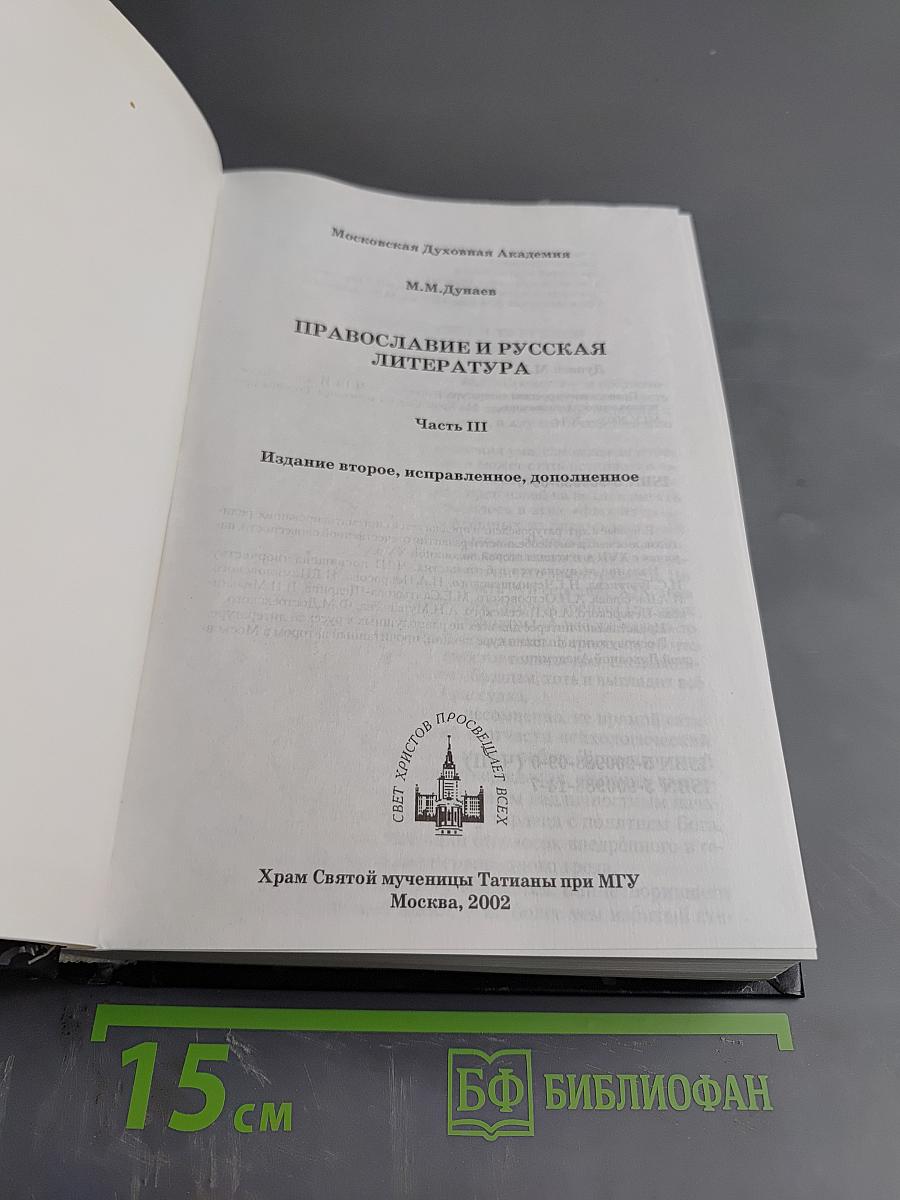 Московская Духовная Академия
М.М.Дунаев
ПРАВОСЛАВИЕ И РУССКАЯ
ЛИТЕРАТУРА
Часть III
Издание второе, исправленное, дополненное
СВЕТ ХРИСТОВ ПРОСВЕЩАЕТ ВСЕХ
Храм Святой мученицы Татианы при МГУ
Москва, 2002
15 см
БФ БИБЛИОФАН